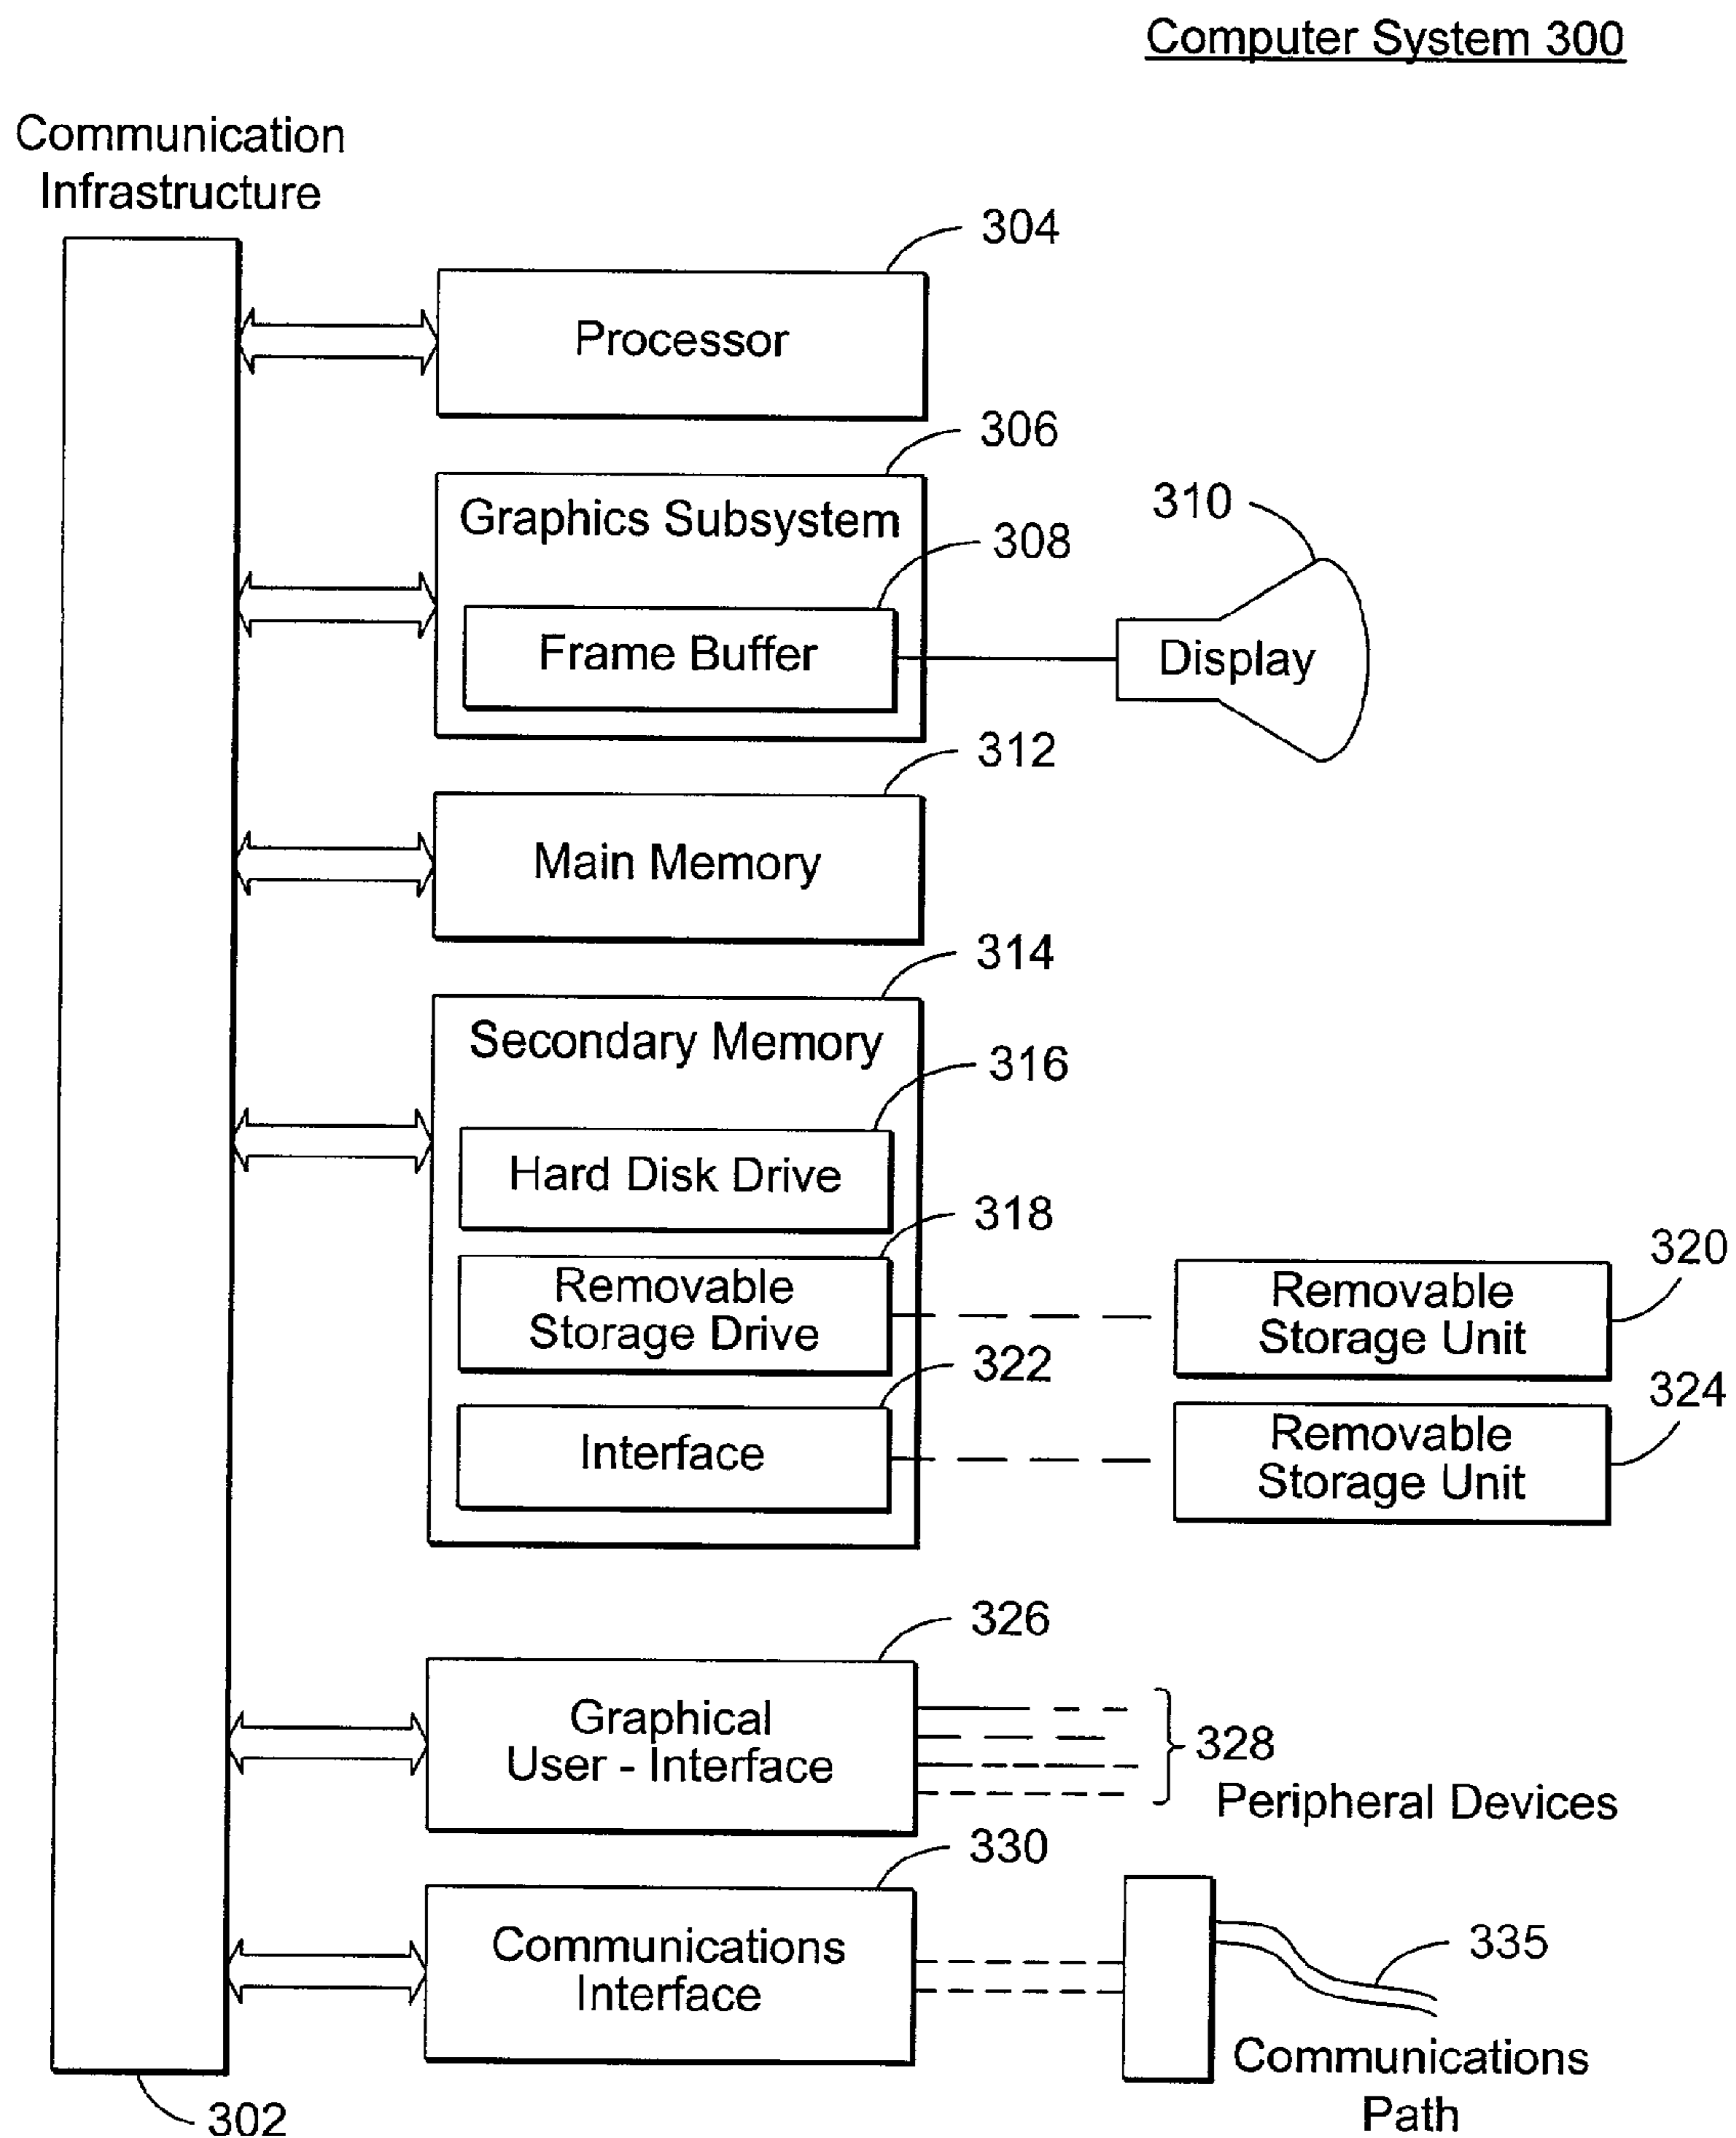 Computer System 300
Communication
Infrastructure
304
Processor
306
Graphics Subsystem
308
Frame Buffer
310
Display
312
Main Memory
314
Secondary Memory
316
Hard Disk Drive
318
Removable
Storage Drive
320
Removable
Storage Unit
322
Interface
324
Removable
Storage Unit
326
Graphical
User - Interface
328
Peripheral Devices
330
Communications
Interface
335
Communications
Path
302